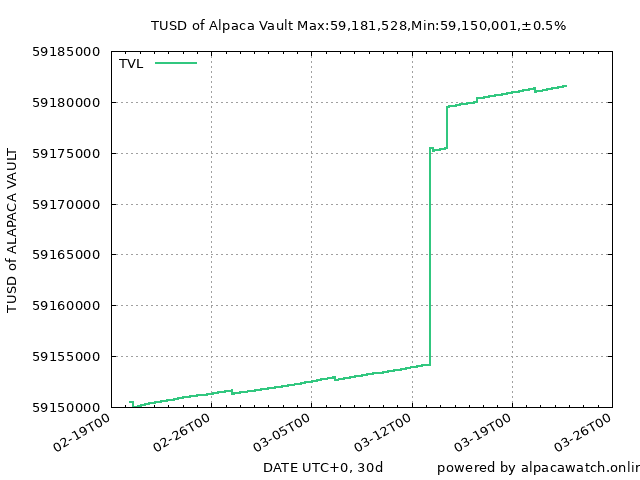 TUSD of Alpaca Vault Max:59,181,528,Min:59,150,001,±0.5%
TVL
59185000
59180000
59175000
59170000
59165000
59160000
59155000
59150000
TUSD of ALAPACA VAULT
02-19T00
02-26T00
03-05T00
03-12T00
03-19T00
03-26T00
DATE UTC+0, 30d
powered by alpacawatch.onlin